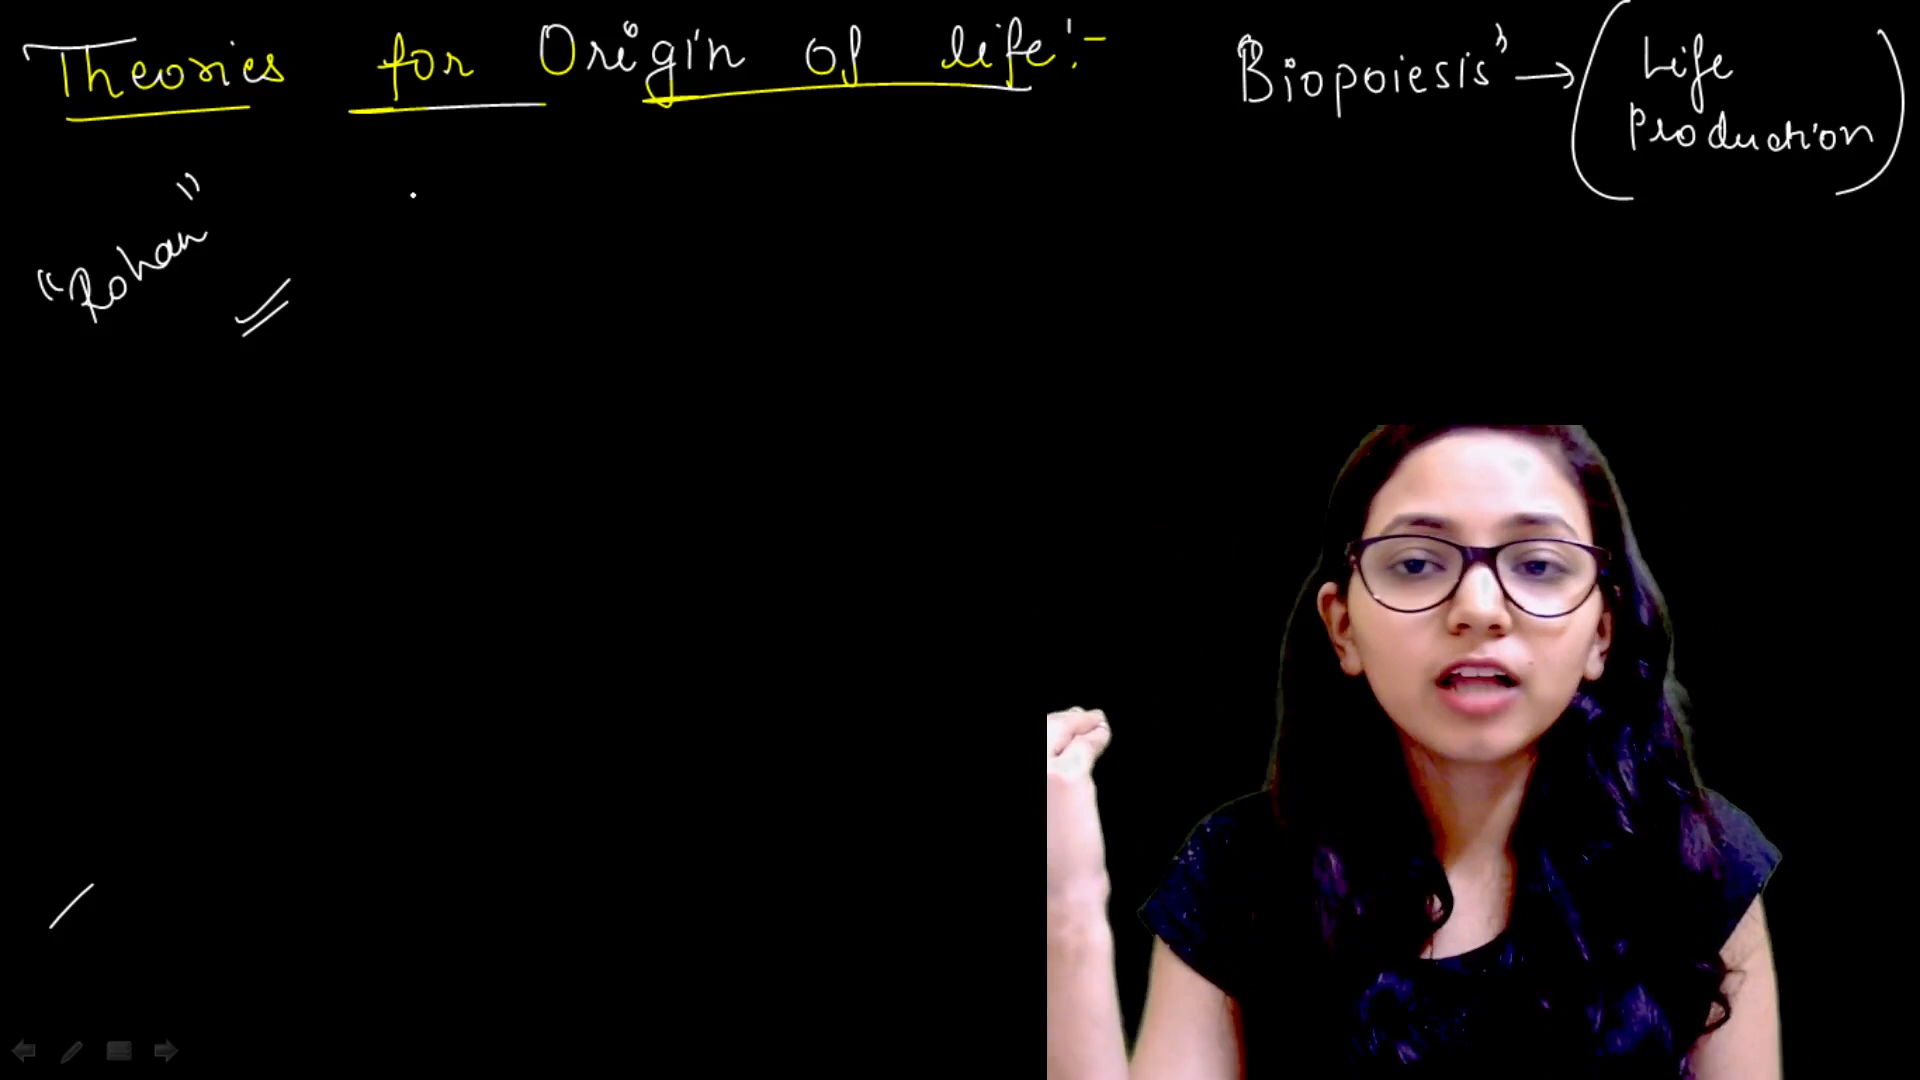 Theories for Origin Of life:-
"Biopoiesis" → (Life
Production)
"Rohan"